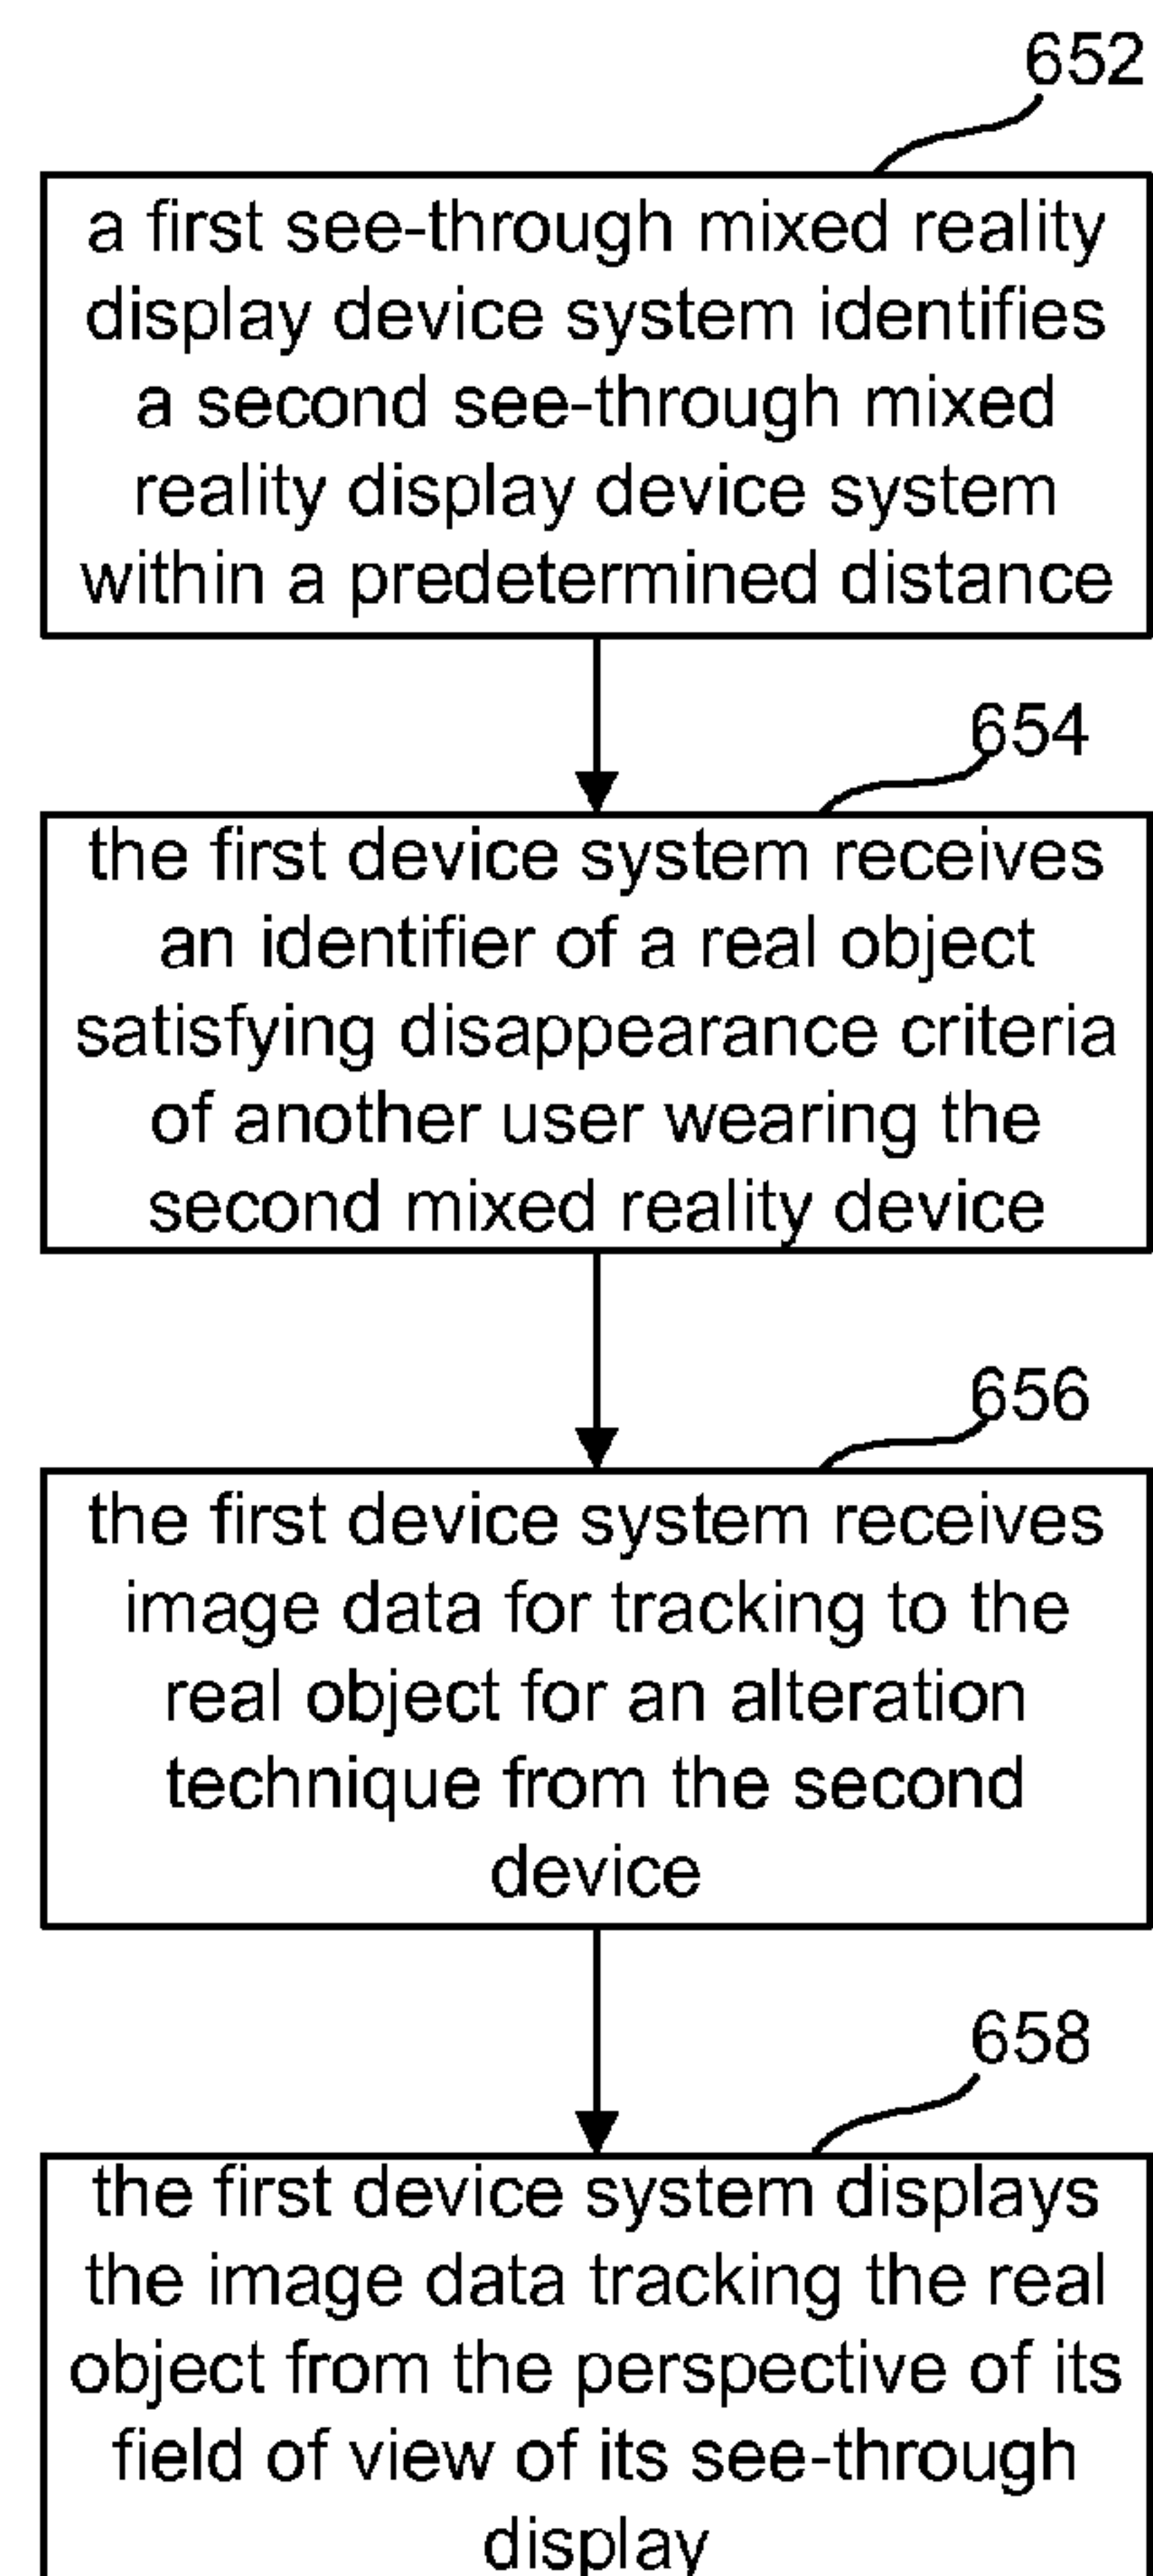 652
a first see-through mixed reality
display device system identifies
a second see-through mixed
reality display device system
within a predetermined distance
654
the first device system receives
an identifier of a real object
satisfying disappearance criteria
of another user wearing the
second mixed reality device
656
the first device system receives
image data for tracking to the
real object for an alteration
technique from the second
device
658
the first device system displays
the image data tracking the real
object from the perspective of its
field of view of its see-through
display